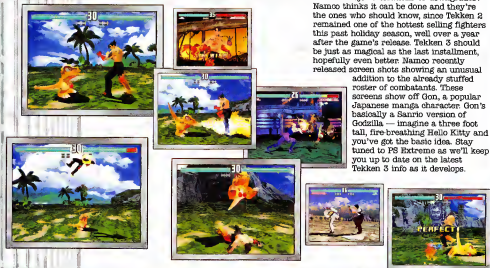 Namco thinks it can be done and they're
the ones who should know, since Tekken 2
remained one of the hottest selling fighters
this past holiday season, well over a year
after the game's release. Tekken 3 should
be just as magical as the last installment,
hopefully even better. Namco recently
released screen shots showing an unusual
addition to the already stuffed
roster of combatants. These
screens show off Gon, a popular
Japanese manga character. Gon's
basically a Sanrio version of
Godzilla — imagine a three foot
tall, fire-breathing Hello Kitty and
you've got the basic idea. Stay
tuned to PS Extreme as we'll keep
you up to date on the latest
Tekken 3 info as it develops.
30
PERFECT